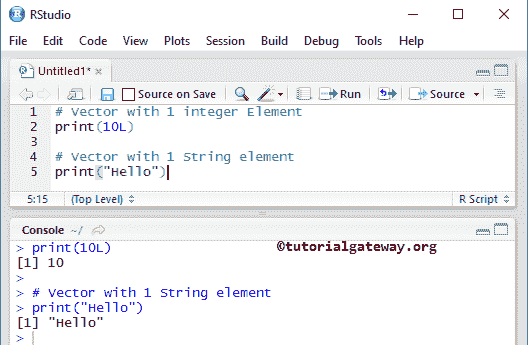 RStudio
File Edit Code View Plots Session Build Debug Tools Help
Untitled1*
Source on Save Run Source
1 # Vector with 1 integer Element
2 print(10L)
3
4 # Vector with 1 String element
5 print("Hello")
5:15 (Top Level) R Script
Console ~/
> print(10L) ©tutorialgateway.org
[1] 10
>
> # Vector with 1 String element
> print("Hello")
[1] "Hello"
>